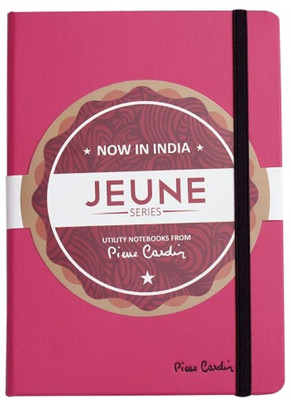 ★ NOW IN INDIA ★
JEUNE
SERIES
UTILITY NOTEBOOKS FROM
Pierre Cardin
★
Pierre Cardin